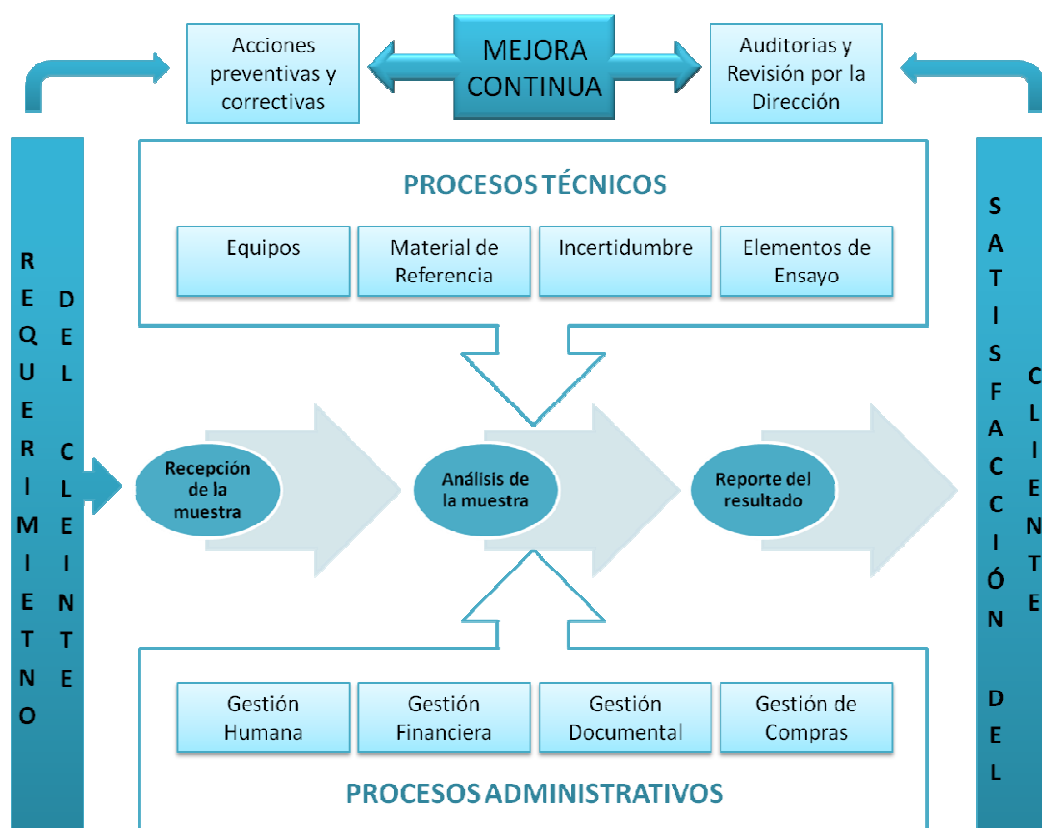 Acciones
preventivas y
correctivas
MEJORA
CONTINUA
Auditorias y
Revisión por la
Dirección
REQUERIMIETNO
DEL CLEINTE
PROCESOS TÉCNICOS
Equipos
Material de
Referencia
Incertidumbre
Elementos de
Ensayo
Recepción
de la
muestra
Análisis de
la muestra
Reporte del
resultado
Gestión
Humana
Gestión
Financiera
Gestión
Documental
Gestión de
Compras
PROCESOS ADMINISTRATIVOS
SATISFACCIÓN DEL
CLIENTE